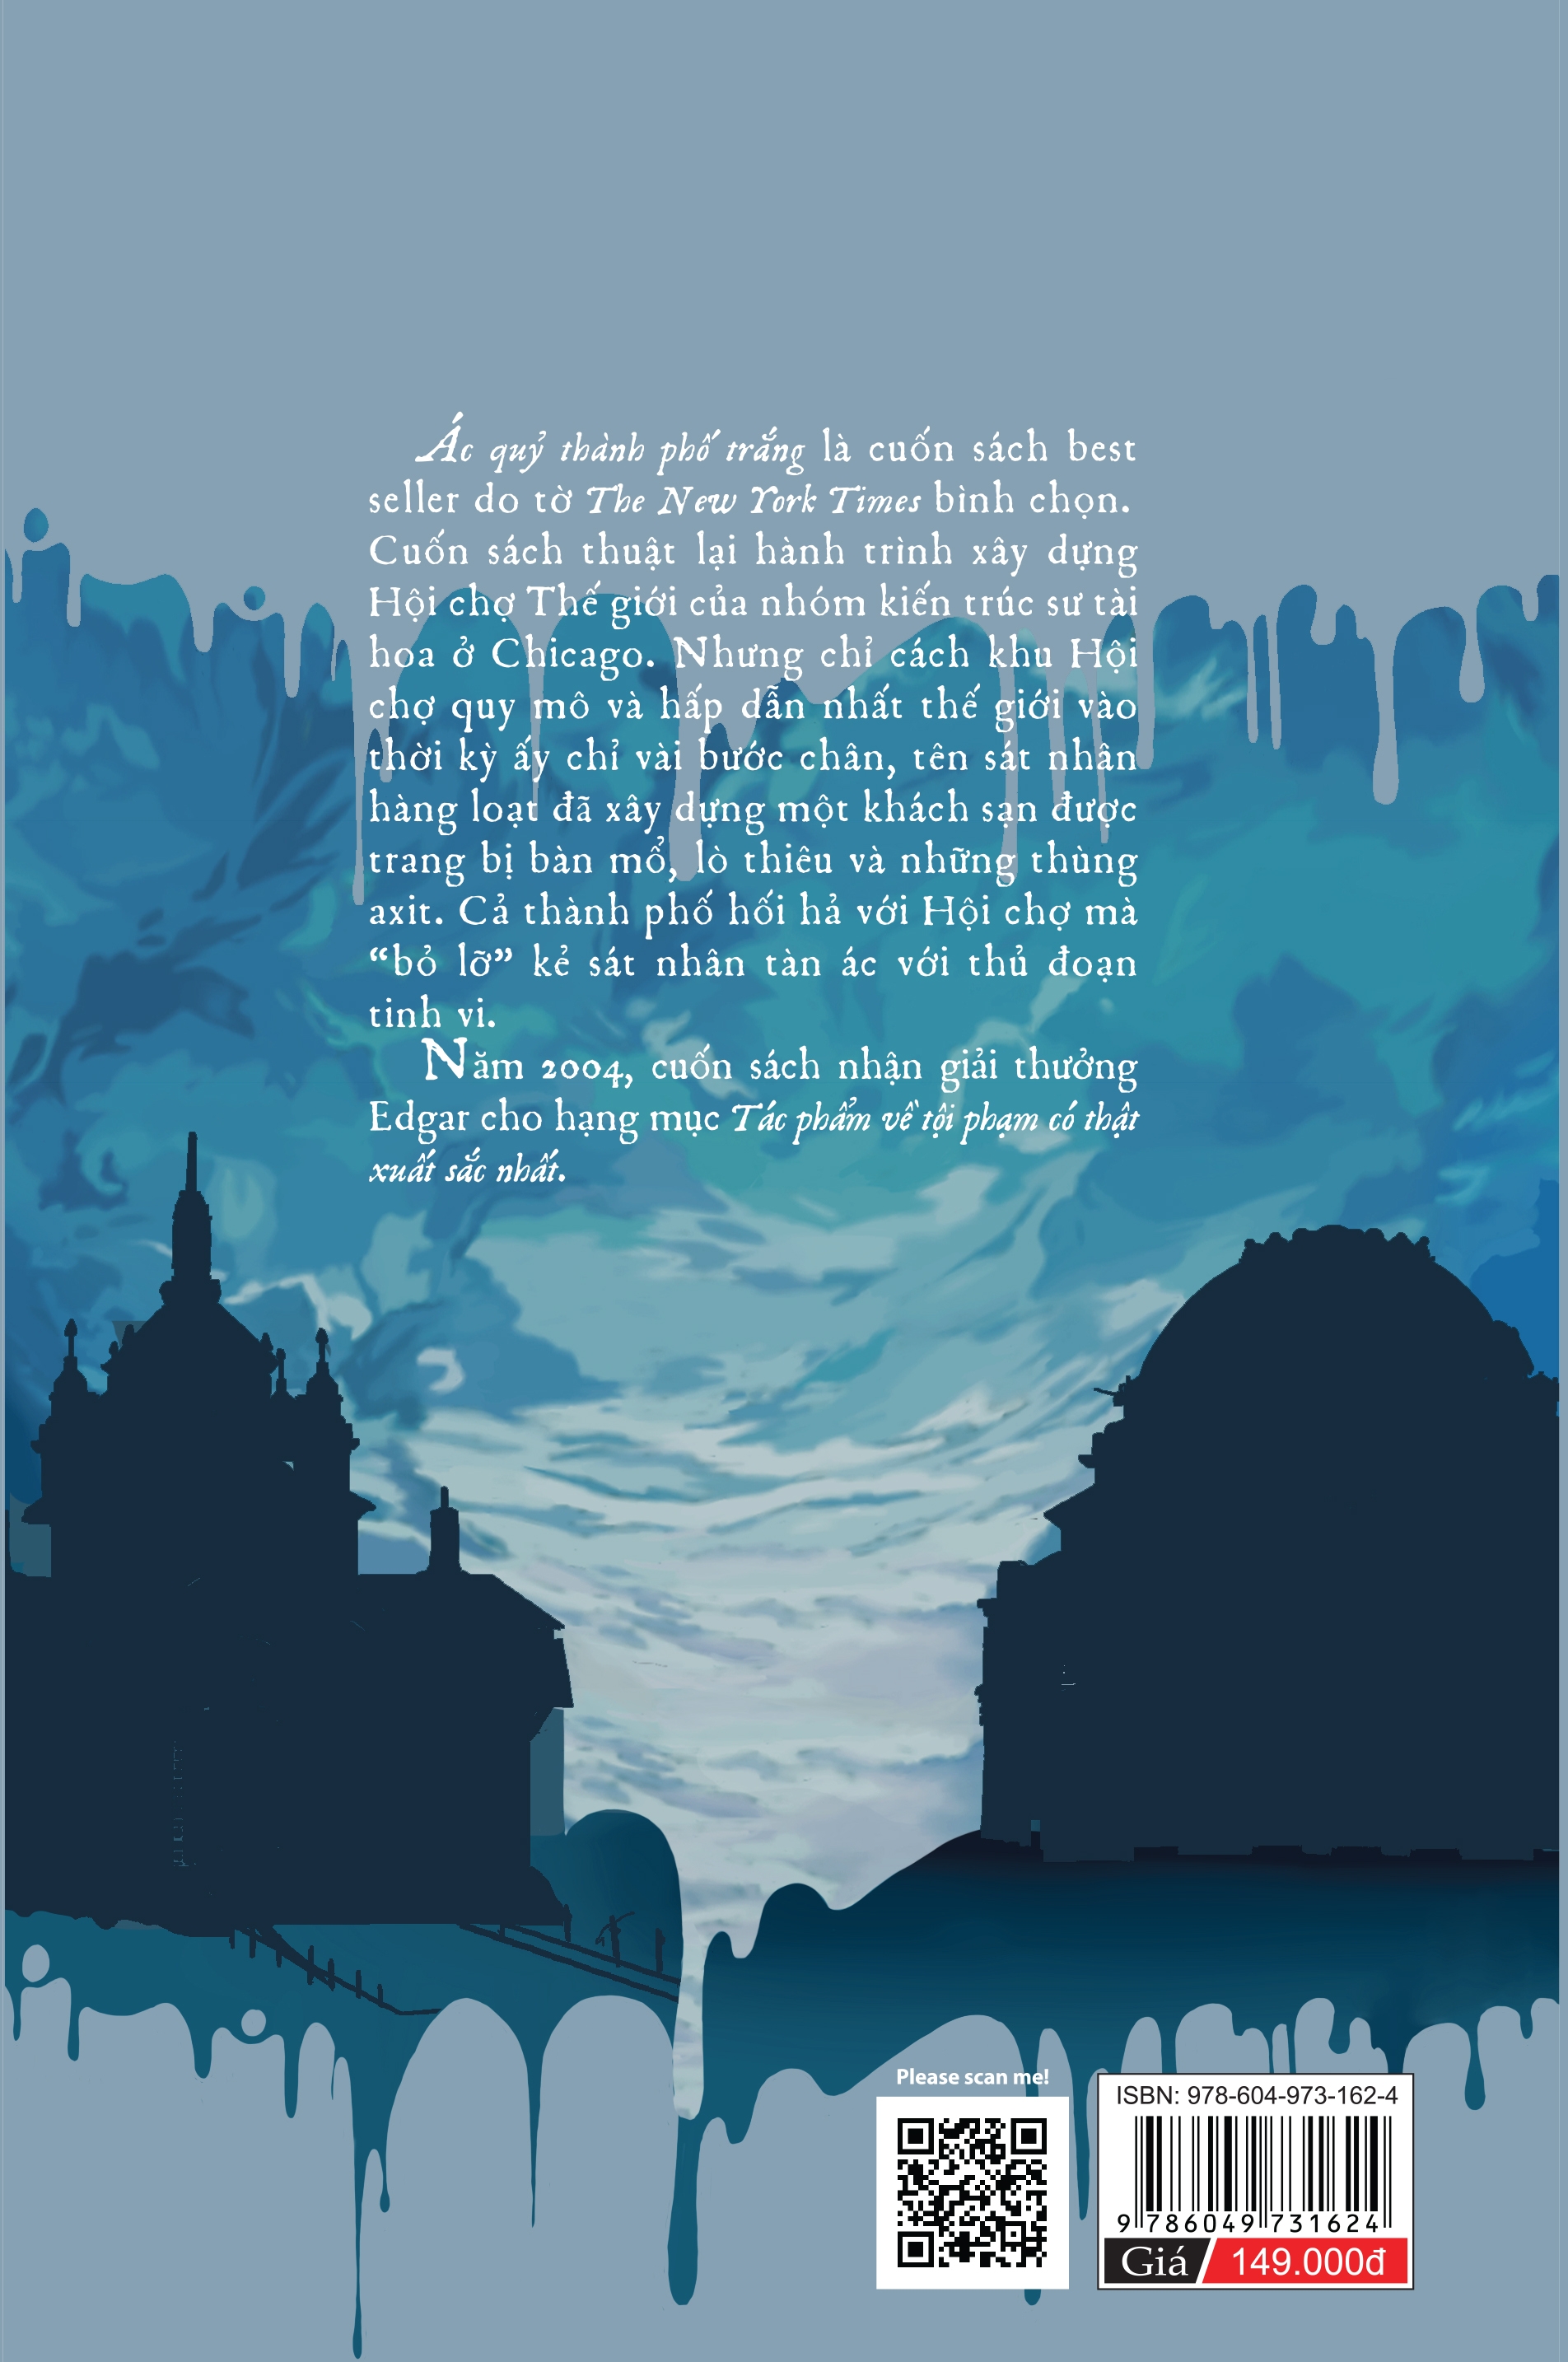 Ác quỷ thành phố trắng là cuốn sách best
seller do tờ The New York Times bình chọn.
Cuốn sách thuật lại hành trình xây dựng
Hội chợ Thế giới của nhóm kiến trúc sư tài
hoa ở Chicago. Nhưng chỉ cách khu Hội
chợ quy mô và hấp dẫn nhất thế giới vào
thời kỳ ấy chỉ vài bước chân, tên sát nhân
hàng loạt đã xây dựng một khách sạn được
trang bị bàn mổ, lò thiêu và những thùng
axit. Cả thành phố hối hả với Hội chợ mà
“bỏ lỡ” kẻ sát nhân tàn ác với thủ đoạn
tinh vi.
Năm 2004, cuốn sách nhận giải thưởng
Edgar cho hạng mục Tác phẩm về tội phạm có thật
xuất sắc nhất.
Please scan me!
ISBN: 978-604-973-162-4
9 786049 731624
Giá 149.000đ